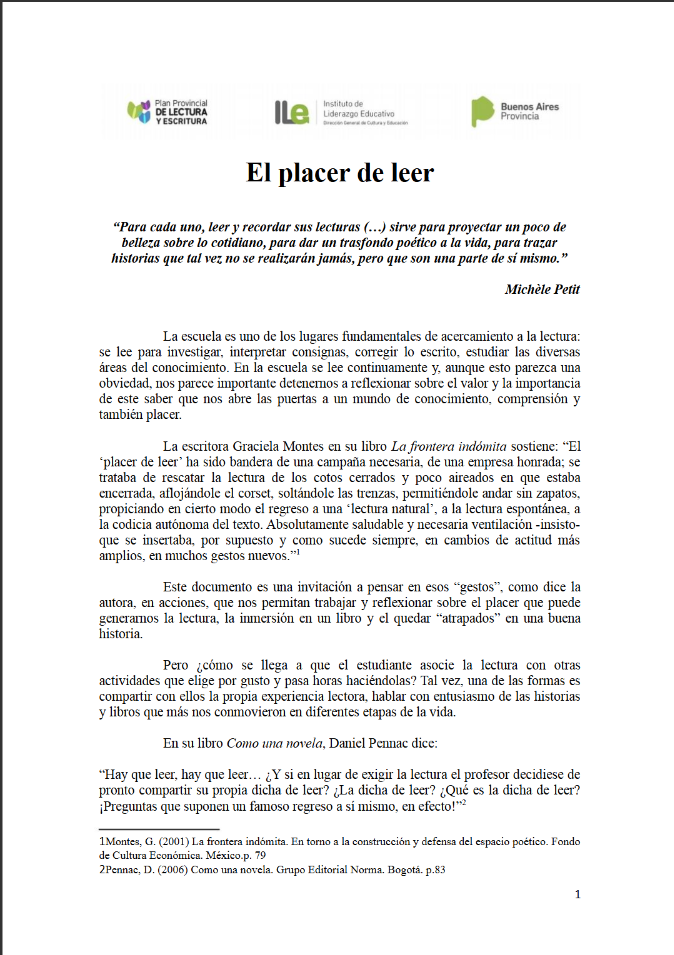 Plan Provincial
DE LECTURA
Y ESCRITURA
ILe
Instituto de
Liderazgo Educativo
Dirección General de Cultura y Educación
Buenos Aires
Provincia
El placer de leer
“Para cada uno, leer y recordar sus lecturas (…) sirve para proyectar un poco de
belleza sobre lo cotidiano, para dar un trasfondo poético a la vida, para trazar
historias que tal vez no se realizarán jamás, pero que son una parte de sí mismo.”
Michèle Petit
La escuela es uno de los lugares fundamentales de acercamiento a la lectura:
se lee para investigar, interpretar consignas, corregir lo escrito, estudiar las diversas
áreas del conocimiento. En la escuela se lee continuamente y, aunque esto parezca una
obviedad, nos parece importante detenernos a reflexionar sobre el valor y la importancia
de este saber que nos abre las puertas a un mundo de conocimiento, comprensión y
también placer.
La escritora Graciela Montes en su libro La frontera indómita sostiene: “El
‘placer de leer’ ha sido bandera de una campaña necesaria, de una empresa honrada; se
trataba de rescatar la lectura de los cotos cerrados y poco aireados en que estaba
encerrada, aflojándole el corset, soltándole las trenzas, permitiéndole andar sin zapatos,
propiciando en cierto modo el regreso a una ‘lectura natural’, a la lectura espontánea, a
la codicia autónoma del texto. Absolutamente saludable y necesaria ventilación -insisto-
que se insertaba, por supuesto y como sucede siempre, en cambios de actitud más
amplios, en muchos gestos nuevos.”1
Este documento es una invitación a pensar en esos “gestos”, como dice la
autora, en acciones, que nos permitan trabajar y reflexionar sobre el placer que puede
generarnos la lectura, la inmersión en un libro y el quedar “atrapados” en una buena
historia.
Pero ¿cómo se llega a que el estudiante asocie la lectura con otras
actividades que elige por gusto y pasa horas haciéndolas? Tal vez, una de las formas es
compartir con ellos la propia experiencia lectora, hablar con entusiasmo de las historias
y libros que más nos conmovieron en diferentes etapas de la vida.
En su libro Como una novela, Daniel Pennac dice:
“Hay que leer, hay que leer… ¿Y si en lugar de exigir la lectura el profesor decidiese de
pronto compartir su propia dicha de leer? ¿La dicha de leer? ¿Qué es la dicha de leer?
¡Preguntas que suponen un famoso regreso a sí mismo, en efecto!”2
1Montes, G. (2001) La frontera indómita. En torno a la construcción y defensa del espacio poético. Fondo
de Cultura Económica. México.p. 79
2Pennac, D. (2006) Como una novela. Grupo Editorial Norma. Bogotá. p.83
1